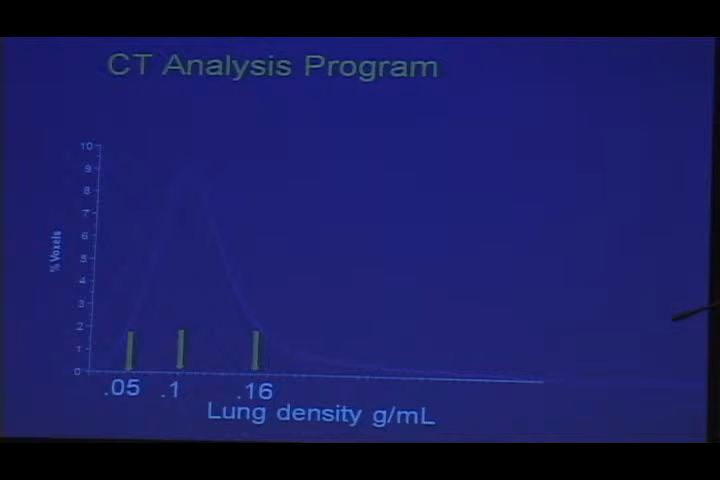 CT Analysis Program
10
9
8
7
6
5
4
3
2
1
0
% Voxels
.05 .1 .16
Lung density g/mL